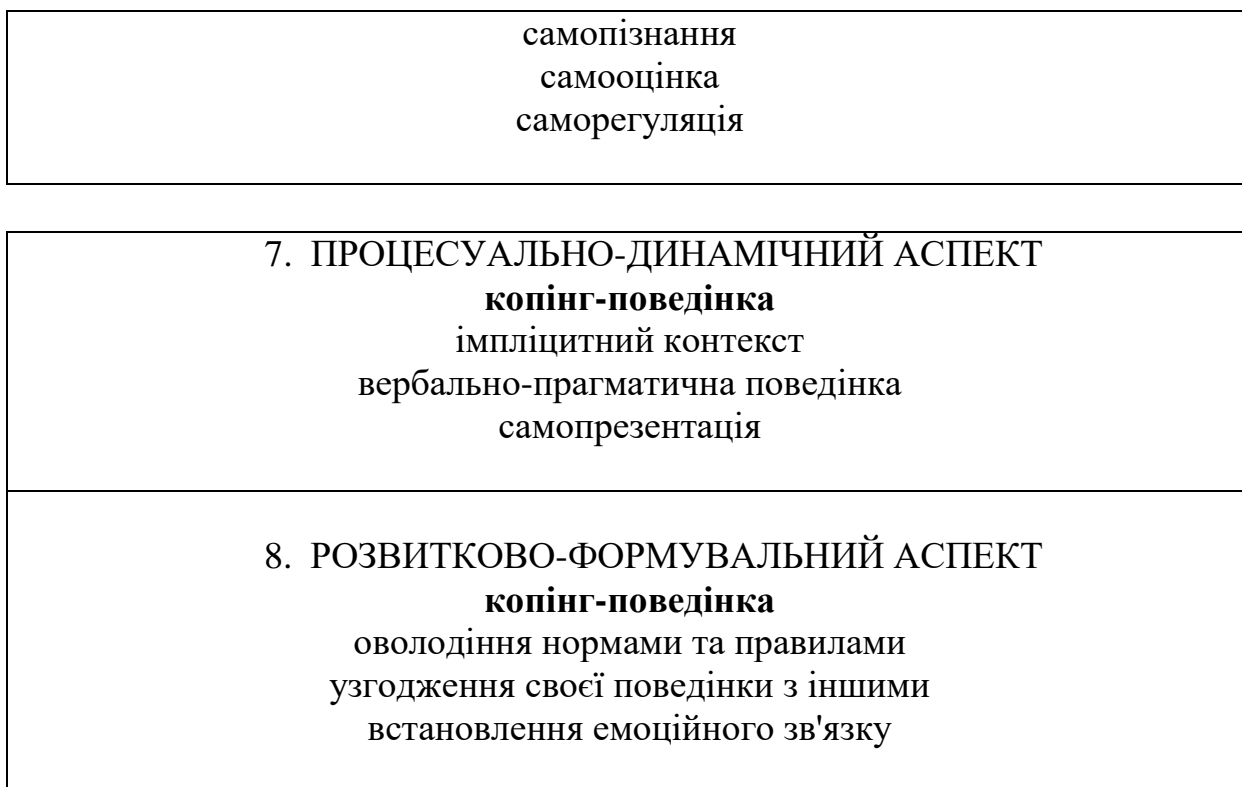 самопізнання
самооцінка
саморегуляція
7. ПРОЦЕСУАЛЬНО-ДИНАМІЧНИЙ АСПЕКТ
копінг-поведінка
імпліцитний контекст
вербально-прагматична поведінка
самопрезентація
8. РОЗВИТКОВО-ФОРМУВАЛЬНИЙ АСПЕКТ
копінг-поведінка
оволодіння нормами та правилами
узгодження своєї поведінки з іншими
встановлення емоційного зв'язку